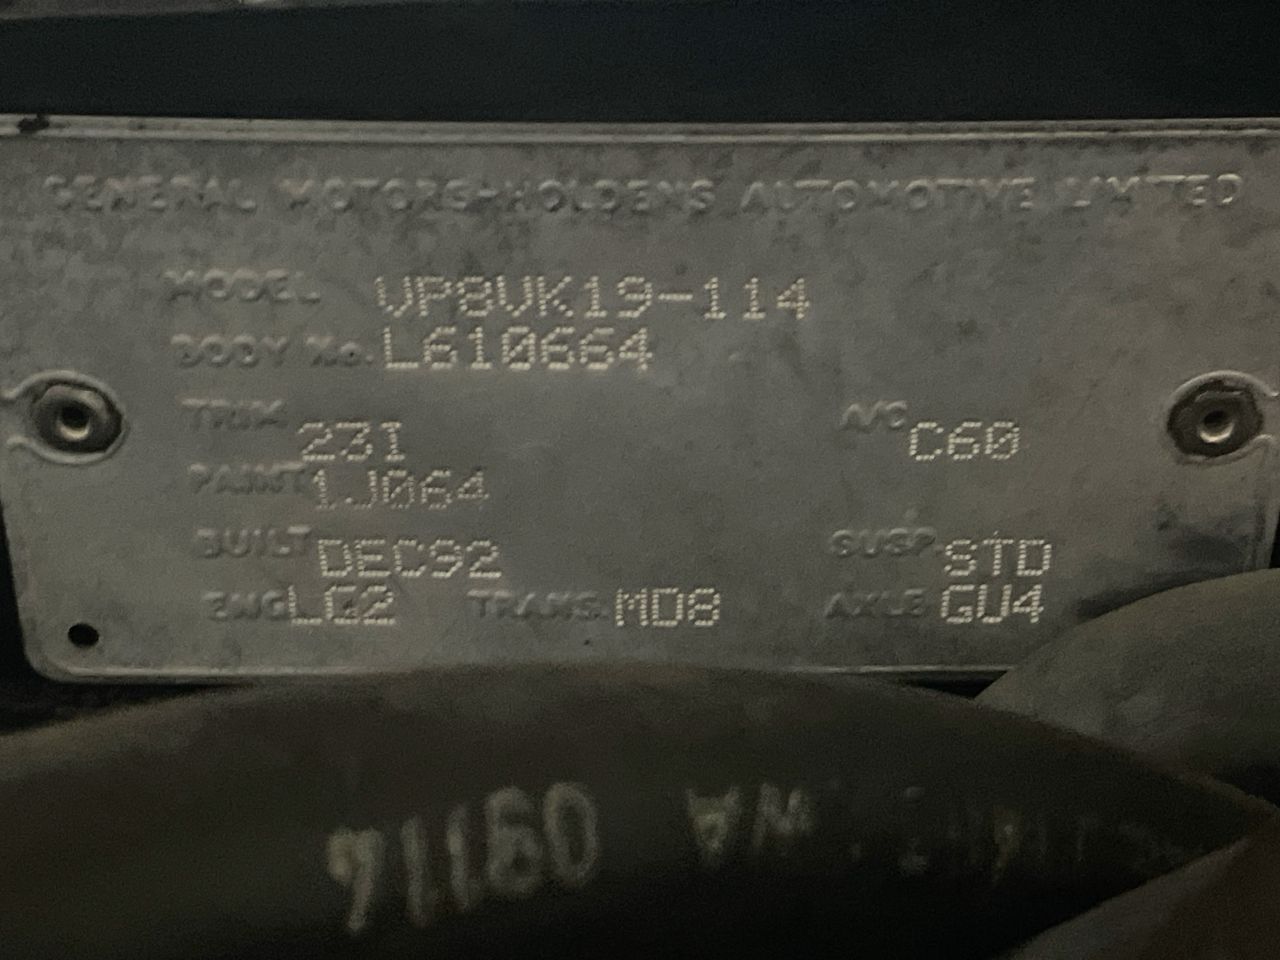 GENERAL MOTORS-HOLDENS AUTOMOTIVE LIMITED
MODEL VP8VK19-114
BODY No. L610664
TRIM 23I A/C C60
PAINT 1J064
BUILT DEC92 SUSP. STD
ENG LG2 TRANS. MD8 AXLE GU4